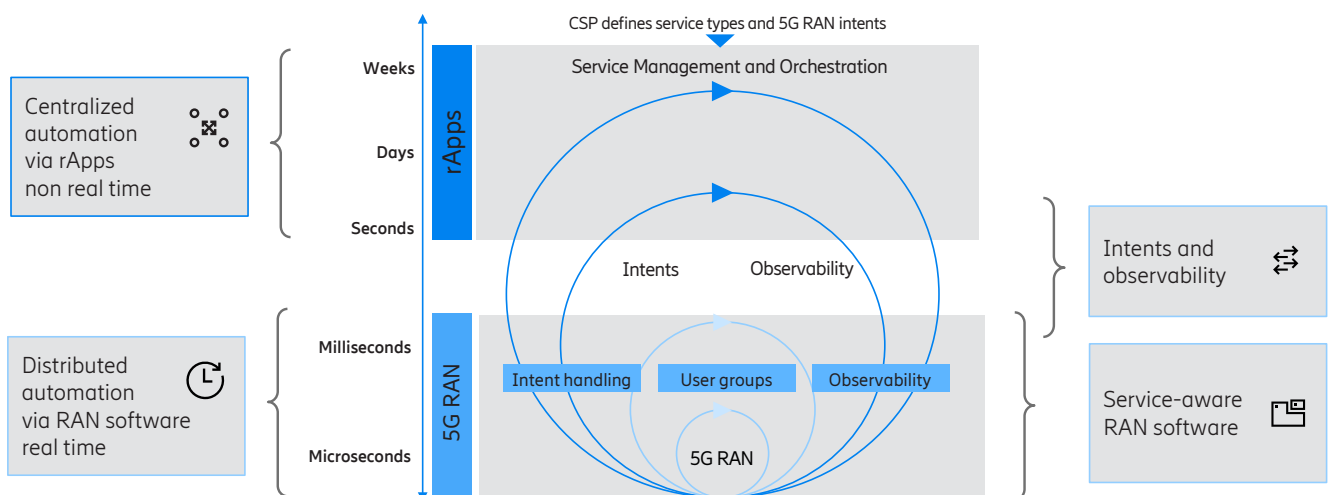 CSP defines service types and 5G RAN intents
Service Management and Orchestration
Weeks
Days
Seconds
rApps
Centralized
automation
via rApps
non real time
Intents
Observability
Intents and
observability
Milliseconds
Microseconds
5G RAN
Distributed
automation
via RAN software
real time
Intent handling
User groups
Observability
5G RAN
Service-aware
RAN software